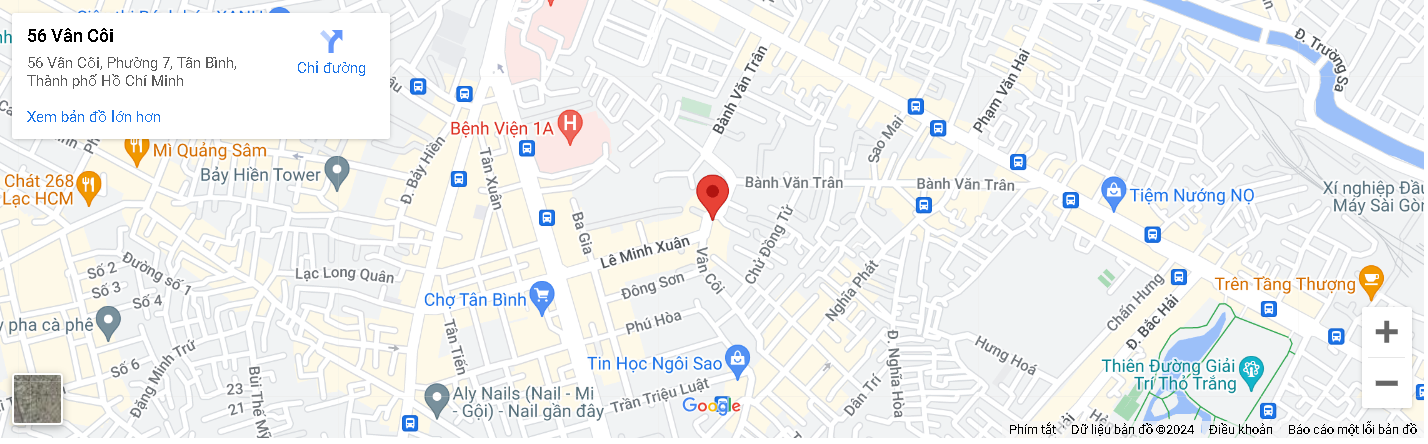 56 Vân Côi
56 Vân Côi, Phường 7, Tân Bình,
Thành phố Hồ Chí Minh
Chỉ đường
Xem bản đồ lớn hơn
Bệnh Viện 1A
Mì Quảng Sâm
Chát 268
Lạc HCM
Bảy Hiền Tower
Đ. Bảy Hiền
Tân Xuân
Ba Gia
Bành Văn Trân
Bành Văn Trân
Bành Văn Trân
Sao Mai
Phạm Văn Hai
Đ. Trường Sa
Tiệm Nướng NỌ
Xí nghiệp Đầu
Máy Sài Gòn
Lê Minh Xuân
Vân Côi
Chử Đồng Tử
Đông Sơn
Phú Hòa
Nghĩa Phát
Lạc Long Quân
Đường số 1
Số 2
Số 3
Số 4
Số 6
Chợ Tân Bình
Tân Tiến
y pha cà phê
Đặng Minh Trứ
Bùi Thế Mỹ
23
21
Aly Nails (Nail - Mi
- Gội) - Nail gần đây
Tin Học Ngôi Sao
Trần Triệu Luật
Dân Trí
Đ. Nghĩa Hòa
Hưng Hoá
Chấn Hưng
Đ. Bắc Hải
Trên Tầng Thượng
Thiên Đường Giải
Trí Thỏ Trắng
Google
Phím tắt
Dữ liệu bản đồ ©2024
Điều khoản
Báo cáo một lỗi bản đồ